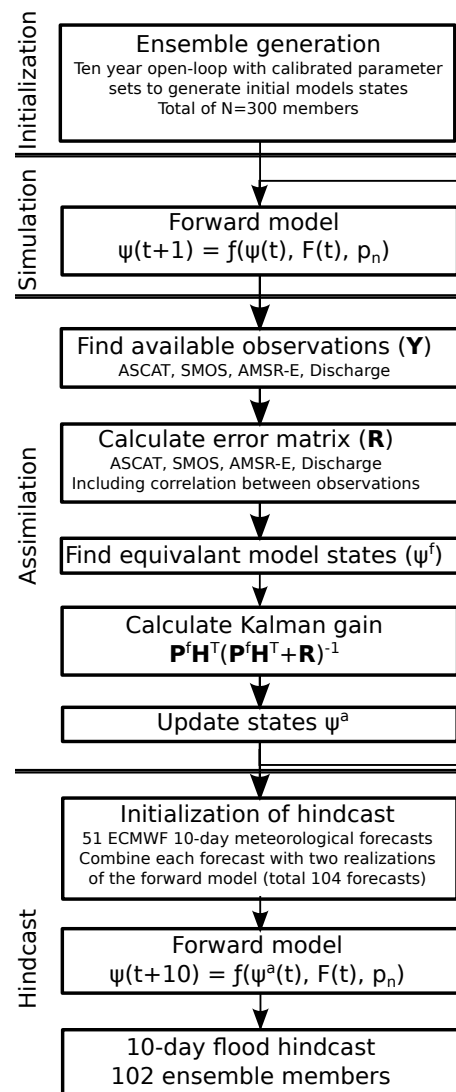 Initialization
Ensemble generation
Ten year open-loop with calibrated parameter
sets to generate initial models states
Total of N=300 members
Simulation
Forward model
ψ(t+1) = ƒ(ψ(t), F(t), pₙ)
Assimilation
Find available observations (Y)
ASCAT, SMOS, AMSR-E, Discharge
Calculate error matrix (R)
ASCAT, SMOS, AMSR-E, Discharge
Including correlation between observations
Find equivalant model states (ψᶠ)
Calculate Kalman gain
PᶠHᵀ(PᶠHᵀ+R)⁻¹
Update states ψᵃ
Hindcast
Initialization of hindcast
51 ECMWF 10-day meteorological forecasts
Combine each forecast with two realizations
of the forward model (total 104 forecasts)
Forward model
ψ(t+10) = ƒ(ψᵃ(t), F(t), pₙ)
10-day flood hindcast
102 ensemble members